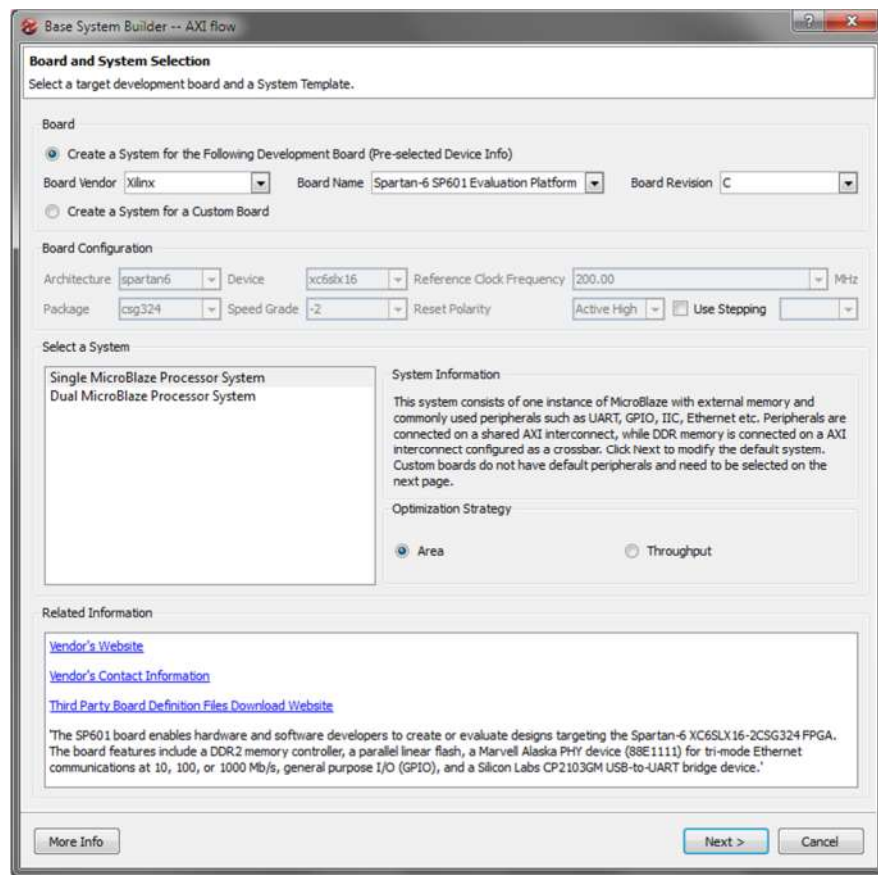 Base System Builder -- AXI flow
Board and System Selection
Select a target development board and a System Template.
Board
Create a System for the Following Development Board (Pre-selected Device Info)
Board Vendor Xilinx Board Name Spartan-6 SP601 Evaluation Platform Board Revision C
Create a System for a Custom Board
Board Configuration
Architecture spartan6 Device xc6slx16 Reference Clock Frequency 200.00 MHz
Package csg324 Speed Grade -2 Reset Polarity Active High Use Stepping
Select a System
Single MicroBlaze Processor System
Dual MicroBlaze Processor System
System Information
This system consists of one instance of MicroBlaze with external memory and
commonly used peripherals such as UART, GPIO, IIC, Ethernet etc. Peripherals are
connected on a shared AXI interconnect, while DDR memory is connected on a AXI
interconnect configured as a crossbar. Click Next to modify the default system.
Custom boards do not have default peripherals and need to be selected on the
next page.
Optimization Strategy
Area Throughput
Related Information
Vendor's Website
Vendor's Contact Information
Third Party Board Definition Files Download Website
'The SP601 board enables hardware and software developers to create or evaluate designs targeting the Spartan-6 XC6SLX16-2CSG324 FPGA.
The board features include a DDR2 memory controller, a parallel linear flash, a Marvell Alaska PHY device (88E1111) for tri-mode Ethernet
communications at 10, 100, or 1000 Mb/s, general purpose I/O (GPIO), and a Silicon Labs CP2103GM USB-to-UART bridge device.'
More Info Next > Cancel